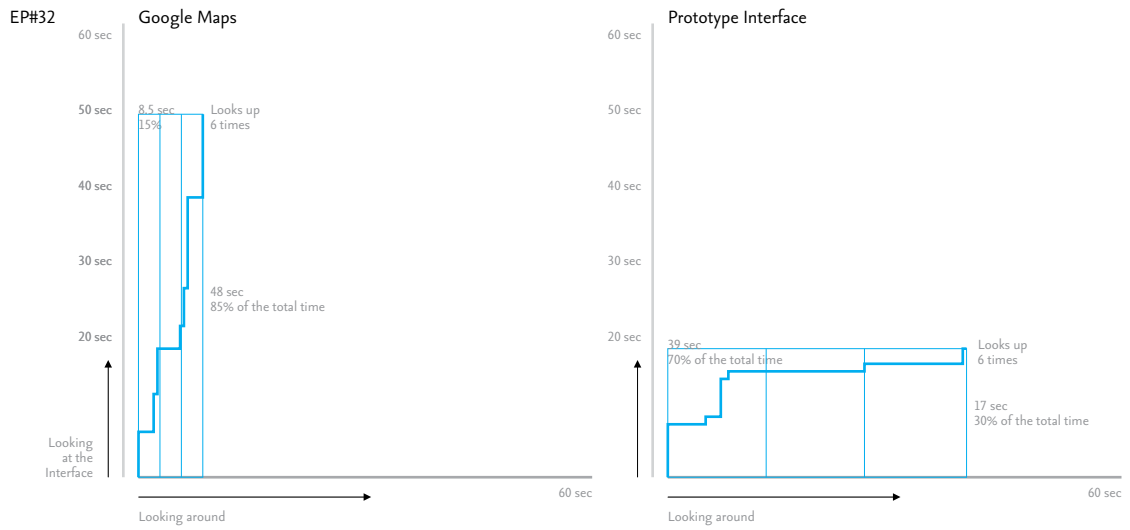 EP#32
Google Maps
60 sec
50 sec
40 sec
30 sec
20 sec
8.5 sec
15%
Looks up
6 times
48 sec
85% of the total time
Looking
at the
Interface
60 sec
Looking around
Prototype Interface
60 sec
50 sec
40 sec
30 sec
20 sec
39 sec
70% of the total time
Looks up
6 times
17 sec
30% of the total time
60 sec
Looking around